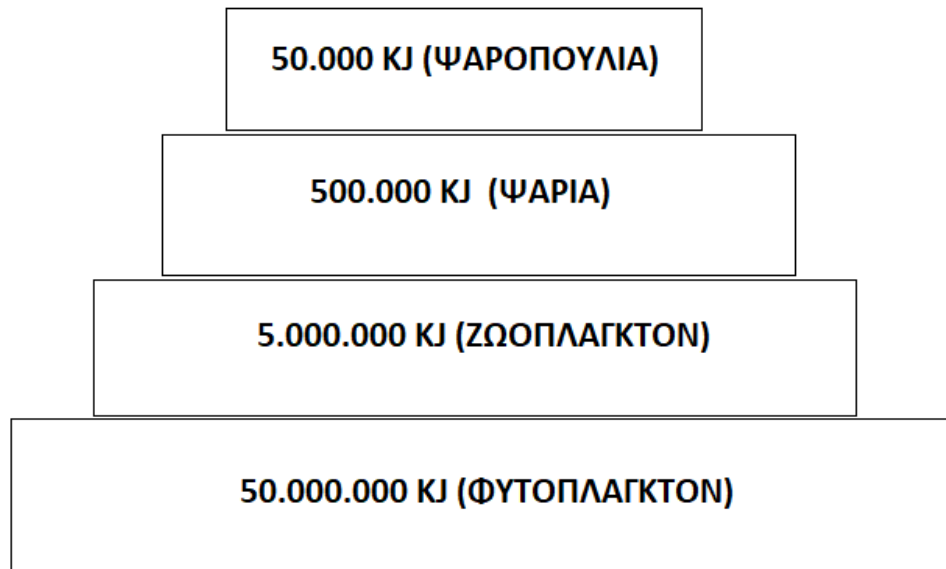 50.000 KJ (ΨΑΡΟΠΟΥΛΙΑ)
500.000 KJ (ΨΑΡΙΑ)
5.000.000 KJ (ΖΩΟΠΛΑΓΚΤΟΝ)
50.000.000 KJ (ΦΥΤΟΠΛΑΓΚΤΟΝ)